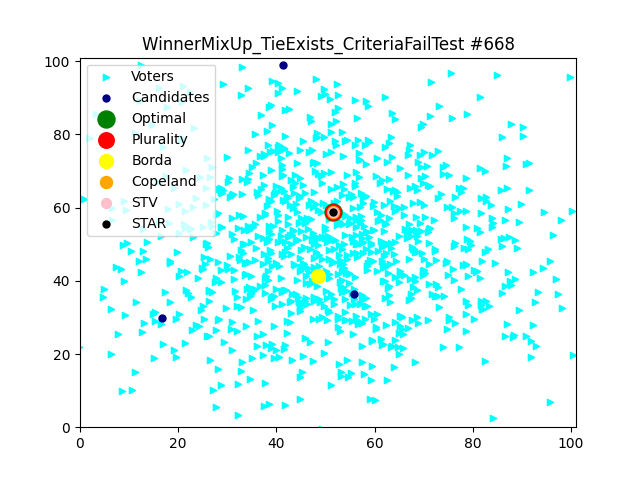 WinnerMixUp_TieExists_CriteriaFailTest #668
100
80
60
40
20
0
Voters
Candidates
Optimal
Plurality
Borda
Copeland
STV
STAR
0 20 40 60 80 100